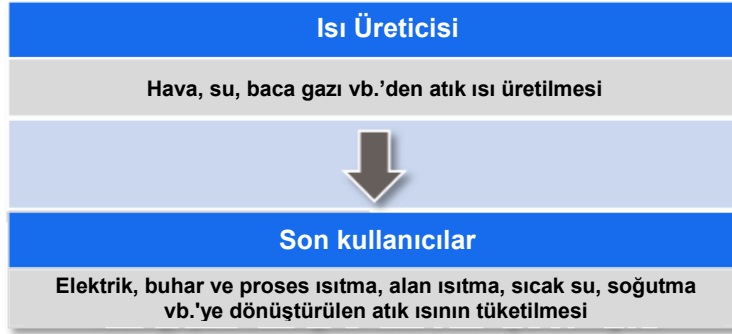 Isı Üreticisi
Hava, su, baca gazı vb.’den atık ısı üretilmesi
Son kullanıcılar
Elektrik, buhar ve proses ısıtma, alan ısıtma, sıcak su, soğutma
vb.'ye dönüştürülen atık ısının tüketilmesi